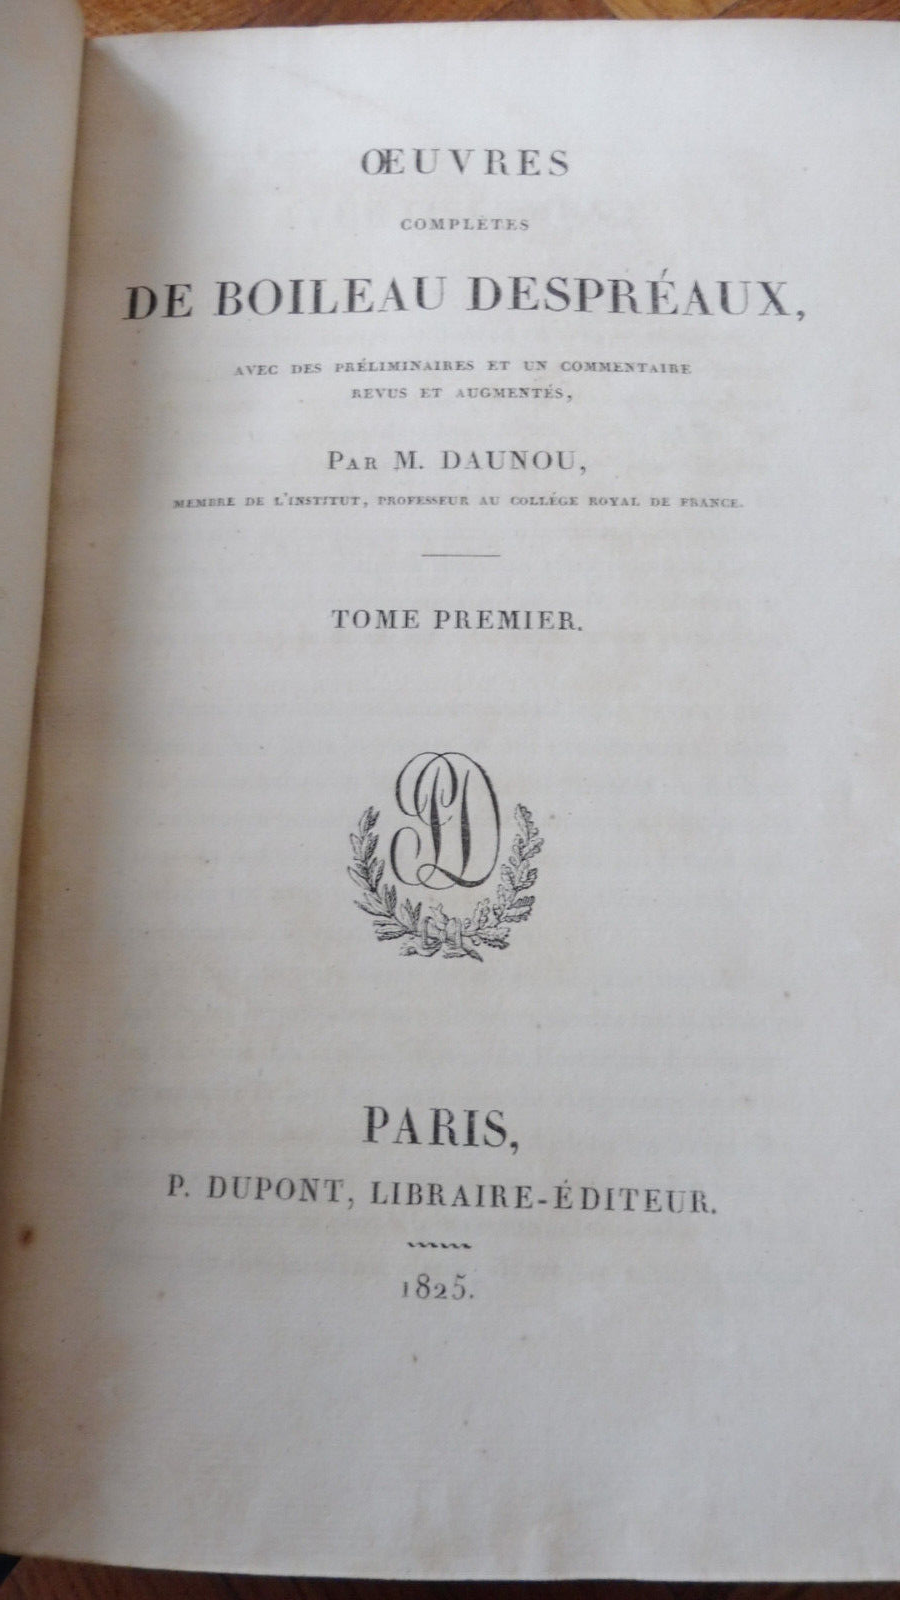 ŒUVRES
COMPLÈTES
DE BOILEAU DESPRÉAUX,
AVEC DES PRÉLIMINAIRES ET UN COMMENTAIRE
REVUS ET AUGMENTÉS,
PAR M. DAUNOU,
MEMBRE DE L'INSTITUT, PROFESSEUR AU COLLÉGE ROYAL DE FRANCE.
TOME PREMIER.
PD
PARIS,
P. DUPONT, LIBRAIRE-ÉDITEUR.
1825.